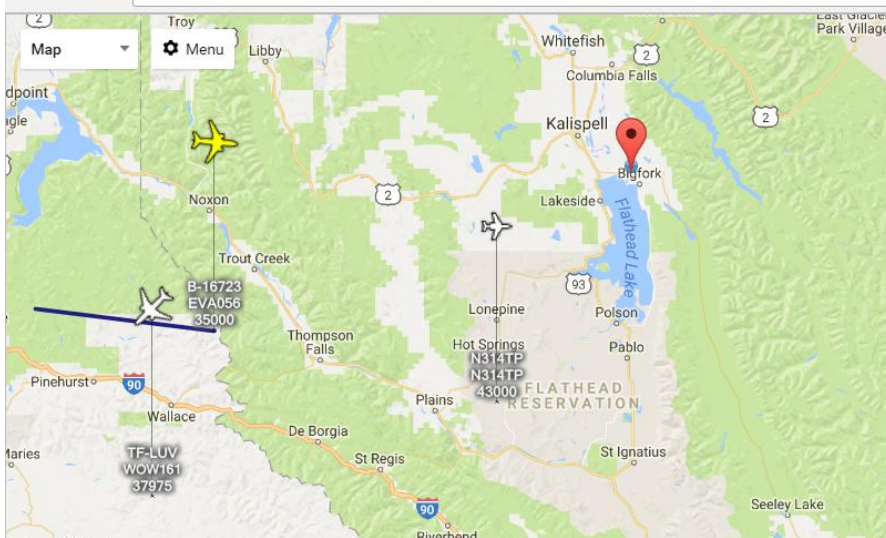 2
Troy
Map
Menu
Libby
Whitefish
2
Columbia Falls
East Glacier
Park Village
dpoint
agle
Kalispell
2
Bigfork
2
Noxon
Lakeside
Flathead Lake
Trout Creek
93
B-16723
EVA056
35000
Lonepine
Polson
Thompson
Falls
Hot Springs
Pablo
N314TP
N314TP
43000
FLATHEAD
RESERVATION
Pinehurst
90
Wallace
Plains
De Borgia
TF-LUV
WOW161
37975
Maries
St Regis
St Ignatius
90
Seeley Lake
Riverbend